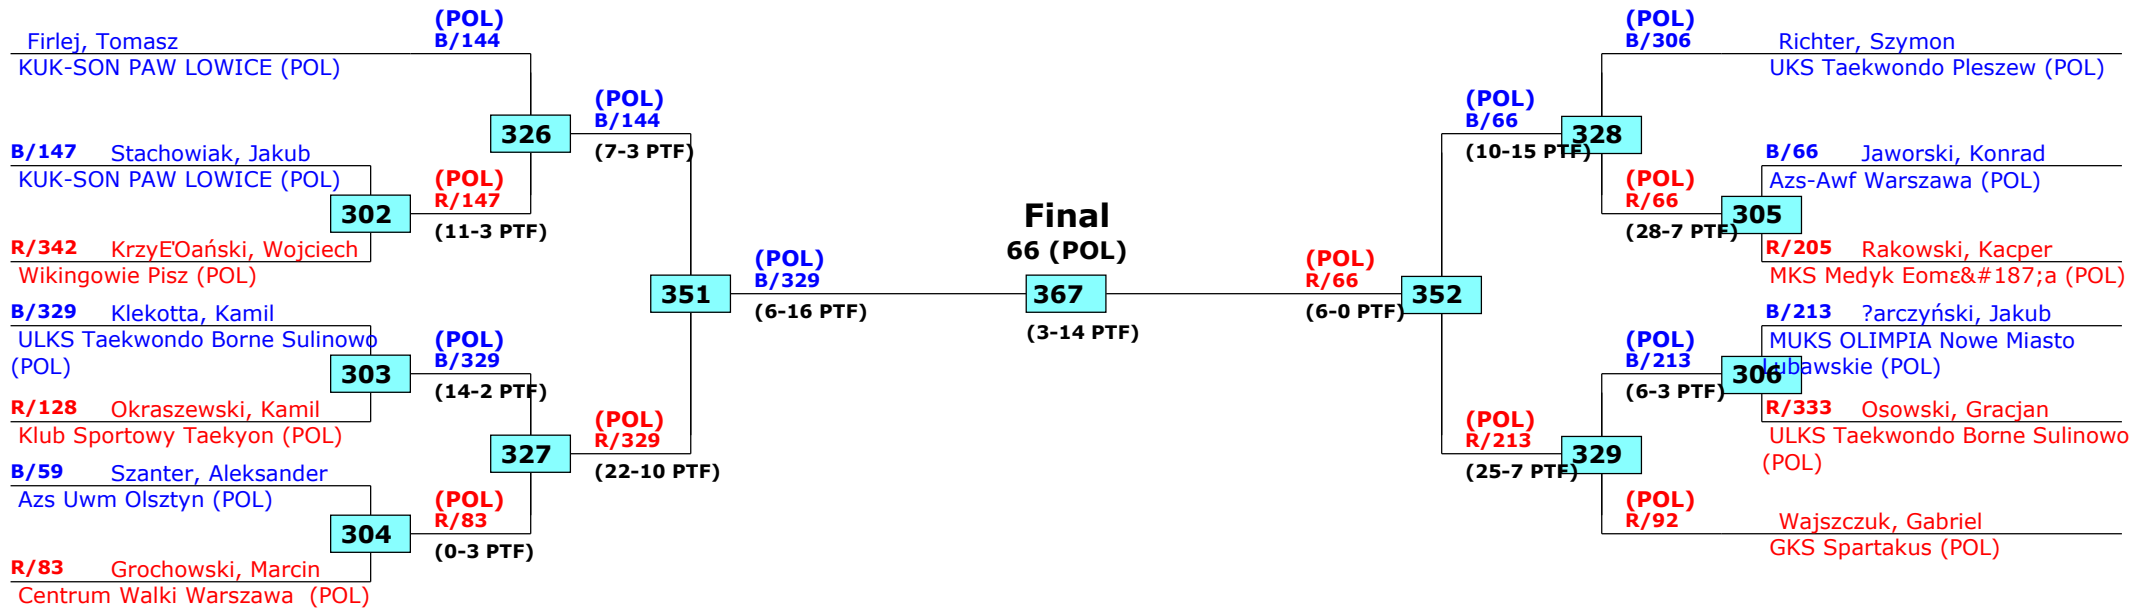 Firlej, Tomasz
KUK-SON PAW LOWICE (POL)
(POL)
B/144
326
(POL)
B/144
(7-3 PTF)
B/147 Stachowiak, Jakub
KUK-SON PAW LOWICE (POL)
302
(POL)
R/147
(11-3 PTF)
R/342 KrzyE'Oański, Wojciech
Wikingowie Pisz (POL)
351
(POL)
B/329
(6-16 PTF)
B/329 Klekotta, Kamil
ULKS Taekwondo Borne Sulinowo
(POL)
303
(POL)
B/329
(14-2 PTF)
R/128 Okraszewski, Kamil
Klub Sportowy Taekyon (POL)
327
(POL)
R/329
(22-10 PTF)
B/59 Szanter, Aleksander
Azs Uwm Olsztyn (POL)
304
(POL)
R/83
(0-3 PTF)
R/83 Grochowski, Marcin
Centrum Walki Warszawa (POL)
Final
66 (POL)
367
(3-14 PTF)
(POL)
B/306
Richter, Szymon
UKS Taekwondo Pleszew (POL)
(POL)
B/66
(10-15 PTF)
328
B/66 Jaworski, Konrad
Azs-Awf Warszawa (POL)
(POL)
R/66
(28-7 PTF)
305
R/205 Rakowski, Kacper
MKS Medyk Eomε&#187;a (POL)
(POL)
R/66
(6-0 PTF)
352
B/213 ?arczyński, Jakub
MUKS OLIMPIA Nowe Miasto
Lubawskie (POL)
(POL)
B/213
(6-3 PTF)
306
R/333 Osowski, Gracjan
ULKS Taekwondo Borne Sulinowo
(POL)
(POL)
R/213
(25-7 PTF)
329
(POL)
R/92
Wajszczuk, Gabriel
GKS Spartakus (POL)